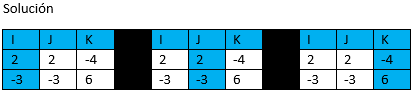 Solución
I J K I J K I J K
2 2 -4 2 2 -4 2 2 -4
-3 -3 6 -3 -3 6 -3 -3 6